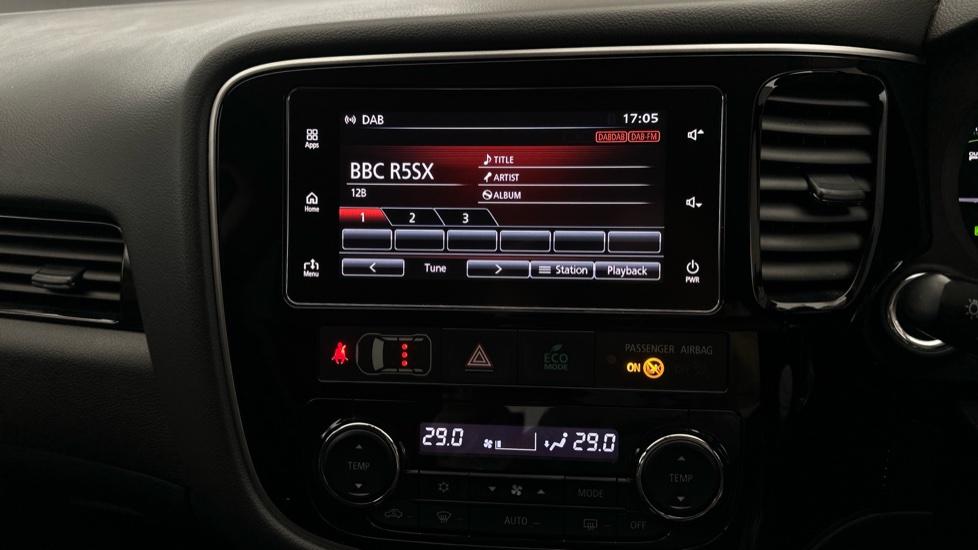 DAB 17:05
DABDAB DAB-FM
Apps
BBC R5SX
TITLE
ARTIST
12B
ALBUM
Home
1 2 3
Menu
< Tune > Station Playback
PWR
ECO
MODE
PASSENGER AIRBAG
ON
29.0 29.0
TEMP
TEMP
MODE
AUTO
OFF